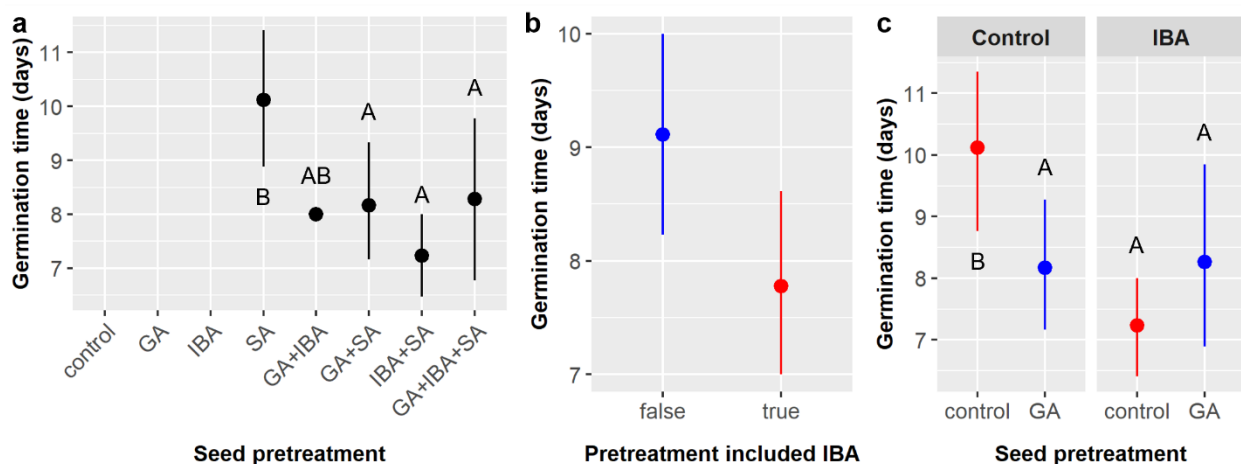 a
Germination time (days)
11
10
9
8
7
B
AB
A
A
A
control
GA
IBA
SA
GA+IBA
GA+SA
IBA+SA
GA+IBA+SA
Seed pretreatment
b
Germination time (days)
10
9
8
7
false
true
Pretreatment included IBA
c
Control
IBA
Germination time (days)
11
10
9
8
7
B
A
A
A
control
GA
control
GA
Seed pretreatment